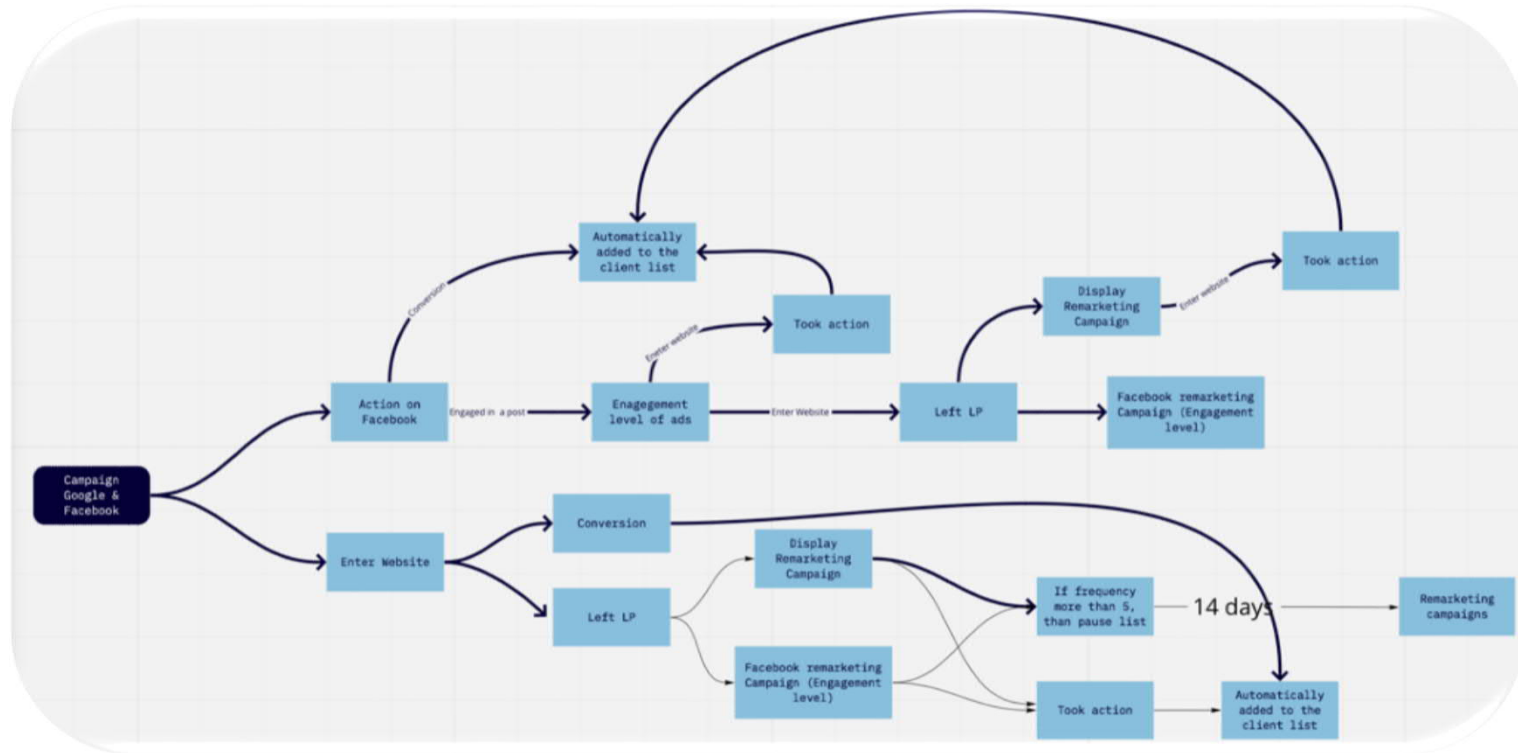 Automatically
added to the
client list
Took action
Display
Remarketing
Campaign
Enter website
Took action
Conversion
Eneter website
Action on
Facebook
Engaged in a post
Enagegement
level of ads
Enter Website
Left LP
Facebook remarketing
Campaign (Engagement
level)
Campaign
Google &
Facebook
Enter Website
Conversion
Left LP
Display
Remarketing
Campaign
Facebook remarketing
Campaign (Engagement
level)
If frequency
more than 5,
than pause list
14 days
Remarketing
campaigns
Took action
Automatically
added to the
client list